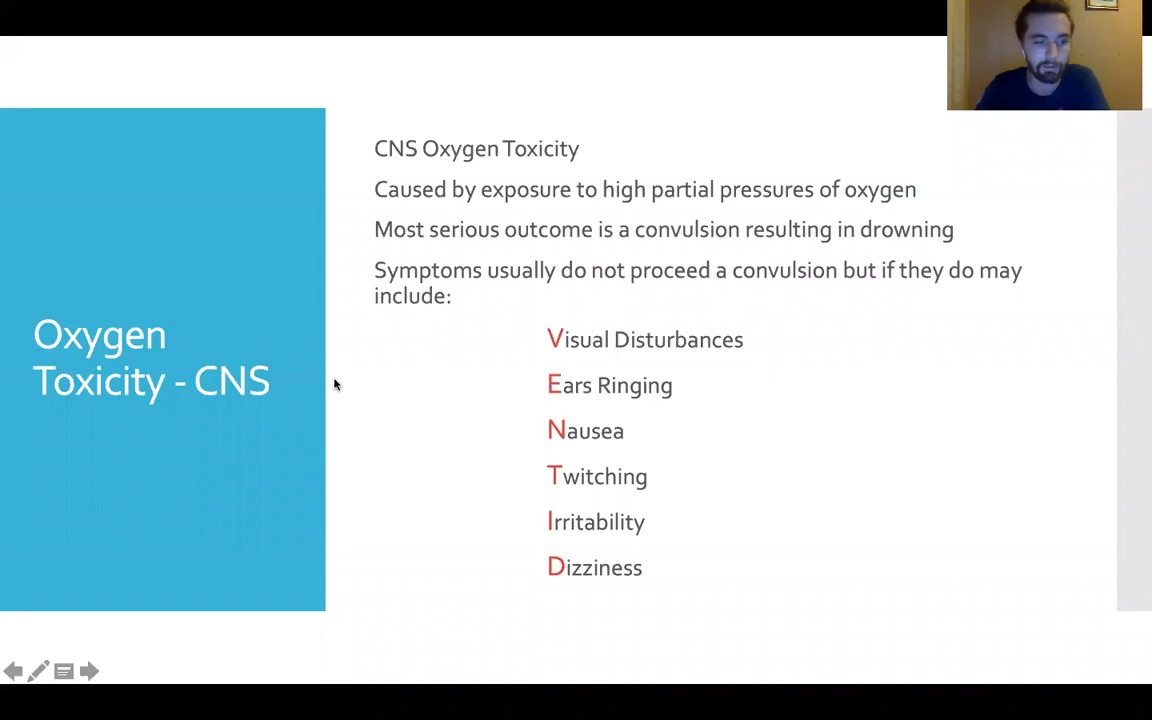 Oxygen
Toxicity - CNS
CNS Oxygen Toxicity
Caused by exposure to high partial pressures of oxygen
Most serious outcome is a convulsion resulting in drowning
Symptoms usually do not proceed a convulsion but if they do may
include:
Visual Disturbances
Ears Ringing
Nausea
Twitching
Irritability
Dizziness